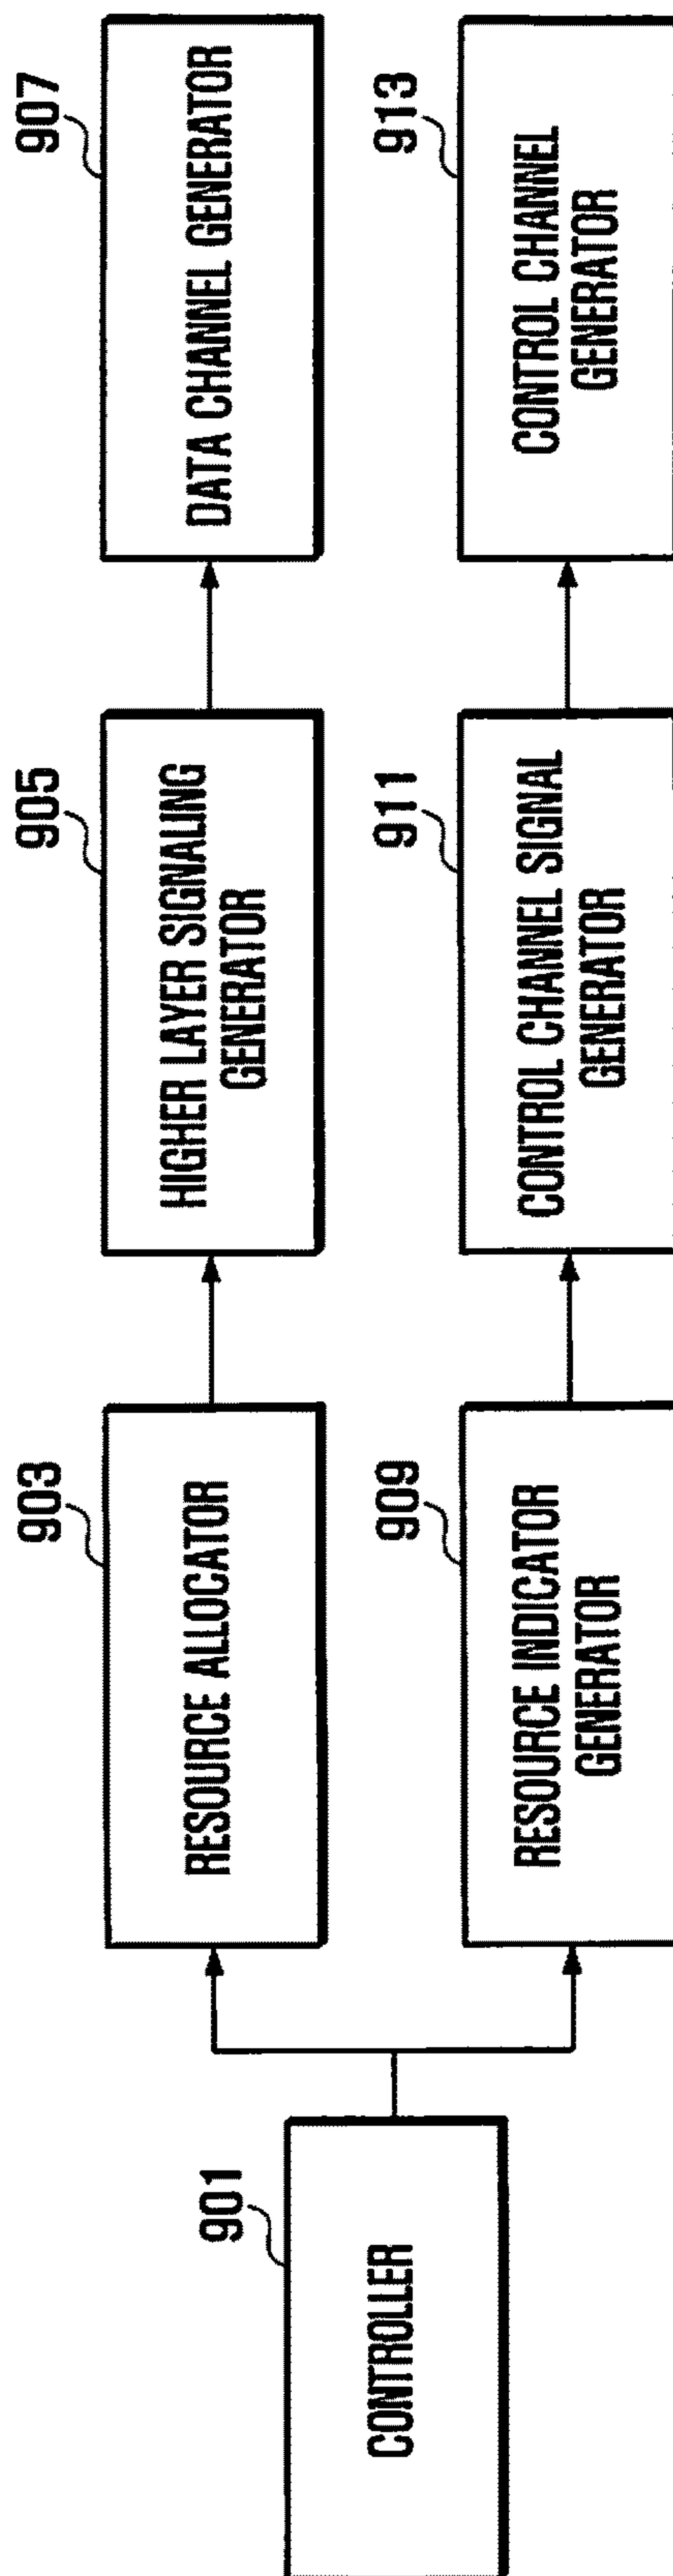 901
CONTROLLER
903
RESOURCE ALLOCATOR
905
HIGHER LAYER SIGNALING
GENERATOR
907
DATA CHANNEL GENERATOR
909
RESOURCE INDICATOR
GENERATOR
911
CONTROL CHANNEL SIGNAL
GENERATOR
913
CONTROL CHANNEL
GENERATOR